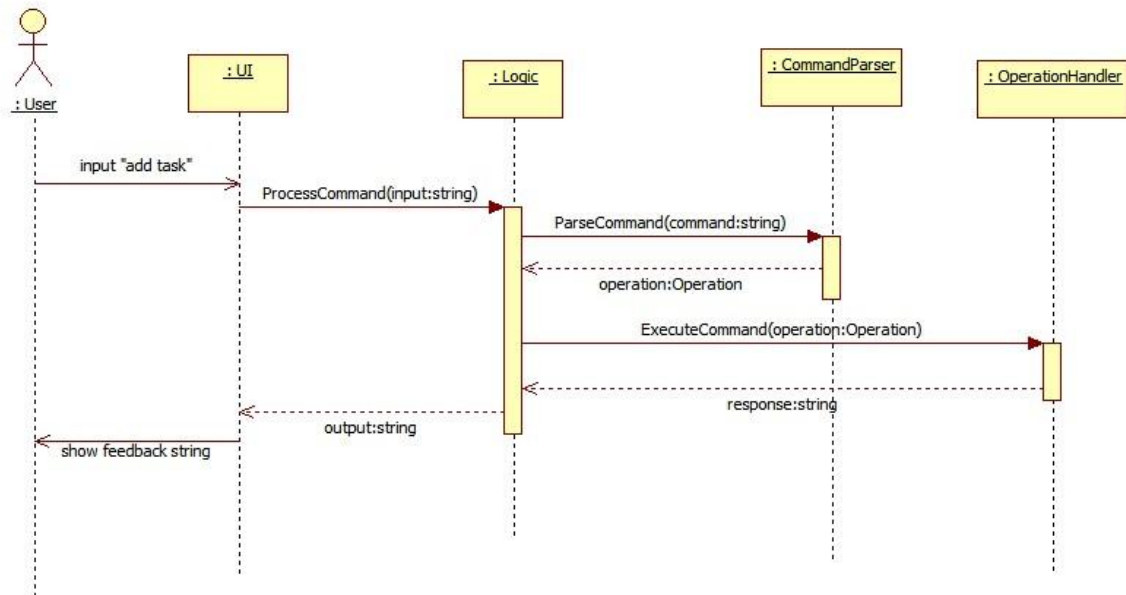 : User
: UI
: Logic
: CommandParser
: OperationHandler
input "add task"
ProcessCommand(input:string)
ParseCommand(command:string)
operation:Operation
ExecuteCommand(operation:Operation)
response:string
output:string
show feedback string